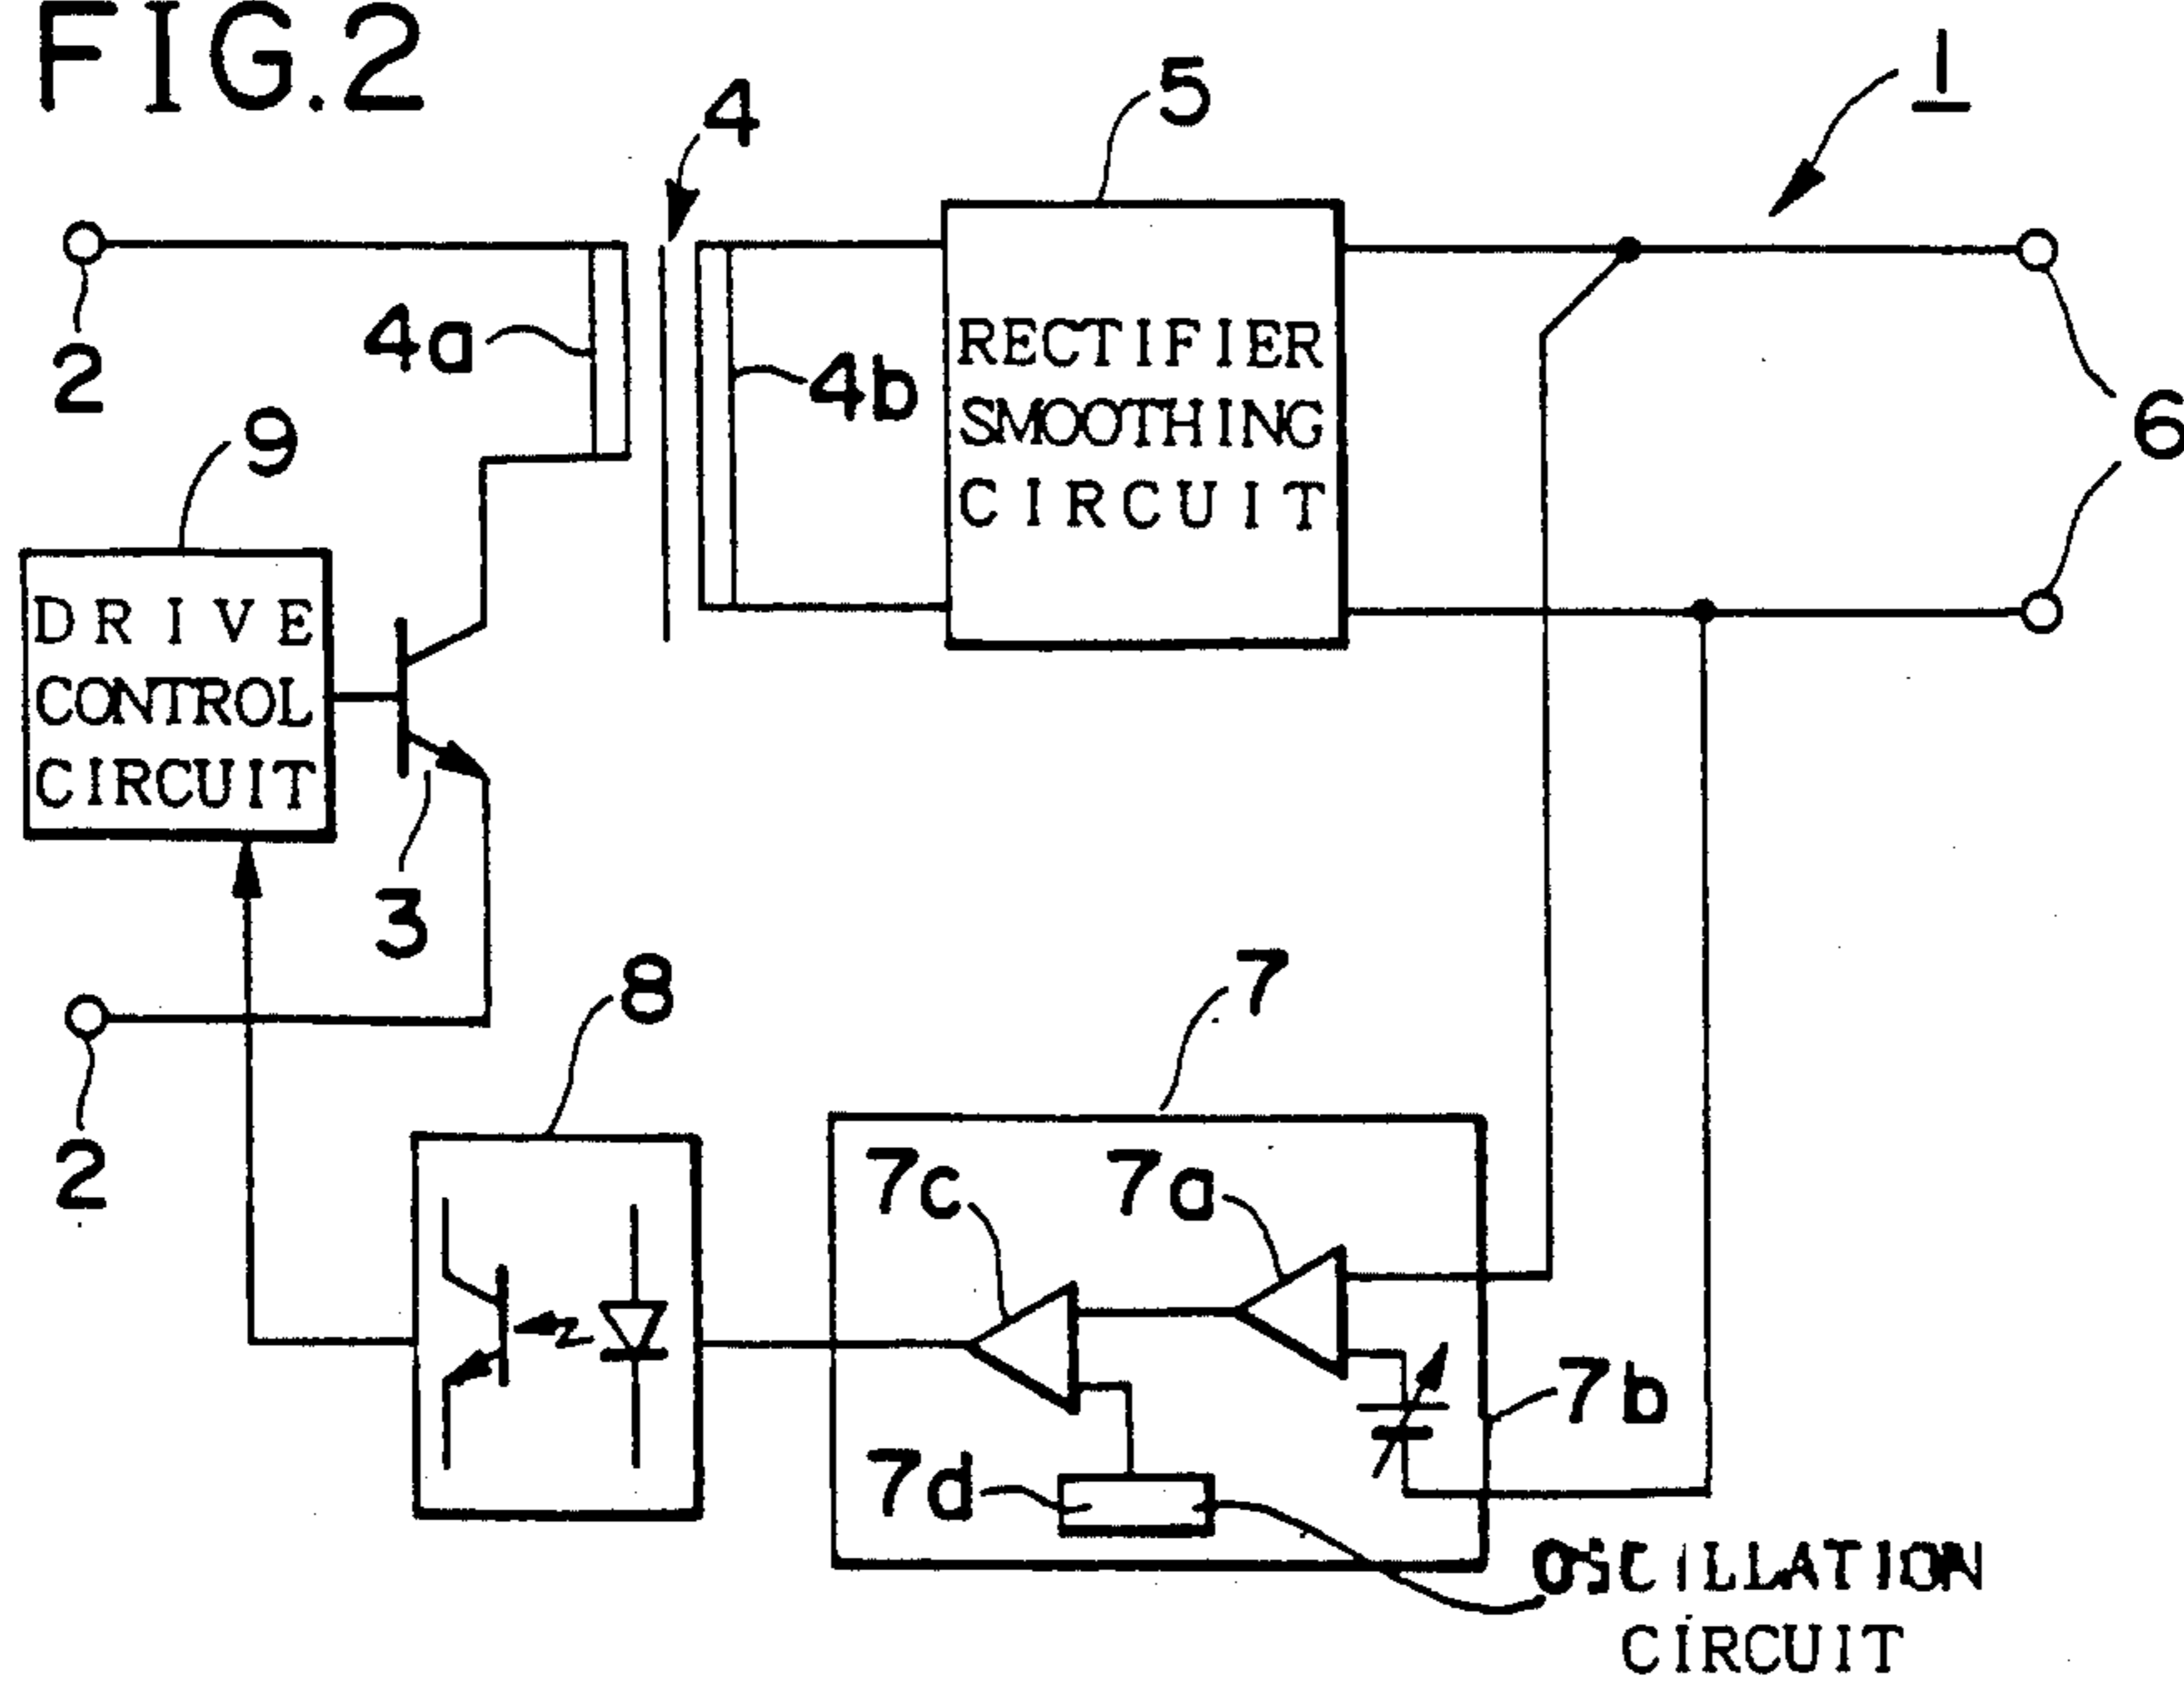 FIG.2
1
5
4
2
4a
4b
RECTIFIER
SMOOTHING
CIRCUIT
6
9
DRIVE
CONTROL
CIRCUIT
3
2
8
7
7c
7a
7b
7d
OSCILLATION
CIRCUIT